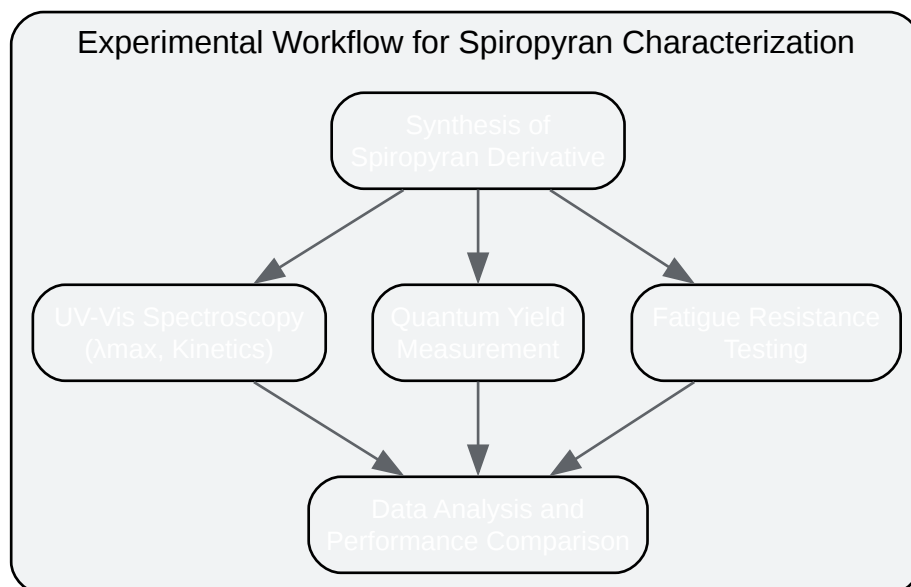 Experimental Workflow for Spiropyran Characterization
Synthesis of
Spiropyran Derivative
UV-Vis Spectroscopy
(λmax, Kinetics)
Quantum Yield
Measurement
Fatigue Resistance
Testing
Data Analysis and
Performance Comparison